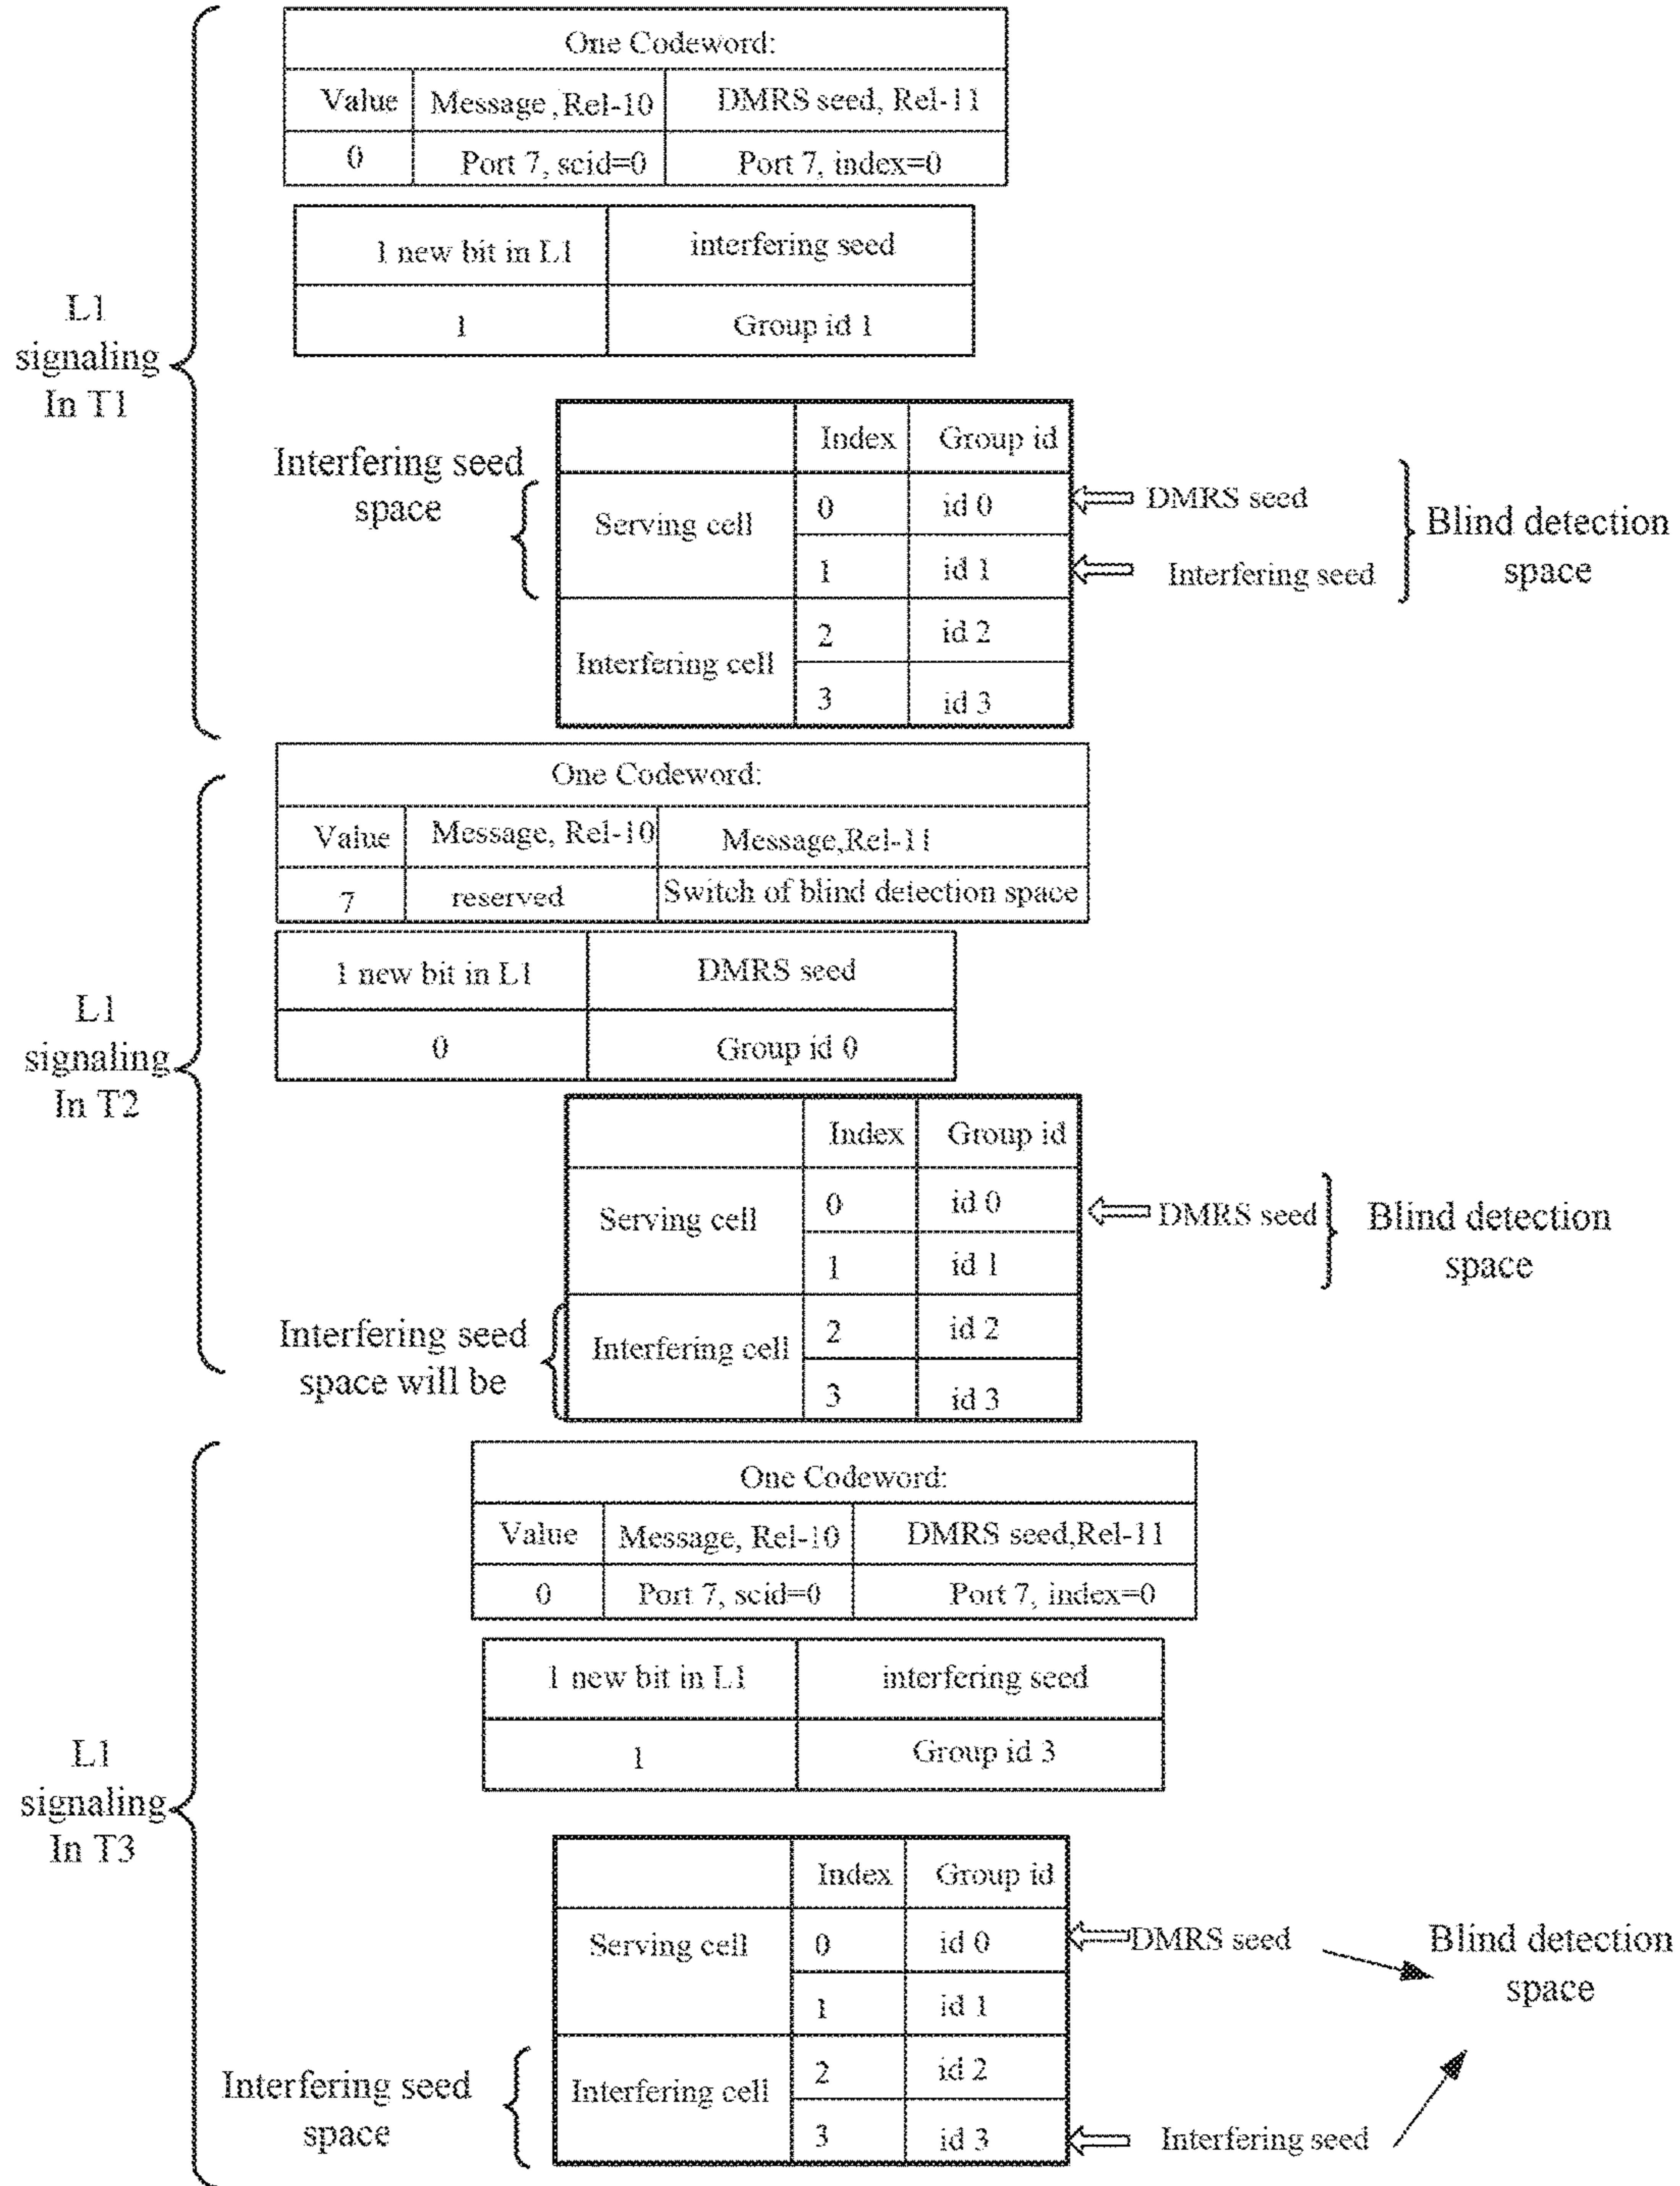 One Codeword:
Value Message ,Rel-10 DMRS seed, Rel-11
0 Port 7, scid=0 Port 7, index=0
1 new bit in L1 interfering seed
1 Group id 1
L1
signaling
In T1
Index Group id
Interfering seed
space
Serving cell
0 id 0
DMRS seed
1 id 1
Interfering seed
Blind detection
space
Interfering cell
2 id 2
3 id 3
One Codeword:
Value Message, Rel-10 Message,Rel-11
7 reserved Switch of blind detection space
1 new bit in L1 DMRS seed
0 Group id 0
L1
signaling
In T2
Index Group id
Serving cell
0 id 0
DMRS seed
1 id 1
Blind detection
space
Interfering seed
space will be
Interfering cell
2 id 2
3 id 3
One Codeword:
Value Message, Rel-10 DMRS seed,Rel-11
0 Port 7, scid=0 Port 7, index=0
1 new bit in L1 interfering seed
1 Group id 3
L1
signaling
In T3
Index Group id
Serving cell
0 id 0
DMRS seed
1 id 1
Blind detection
space
Interfering seed
space
Interfering cell
2 id 2
3 id 3
Interfering seed